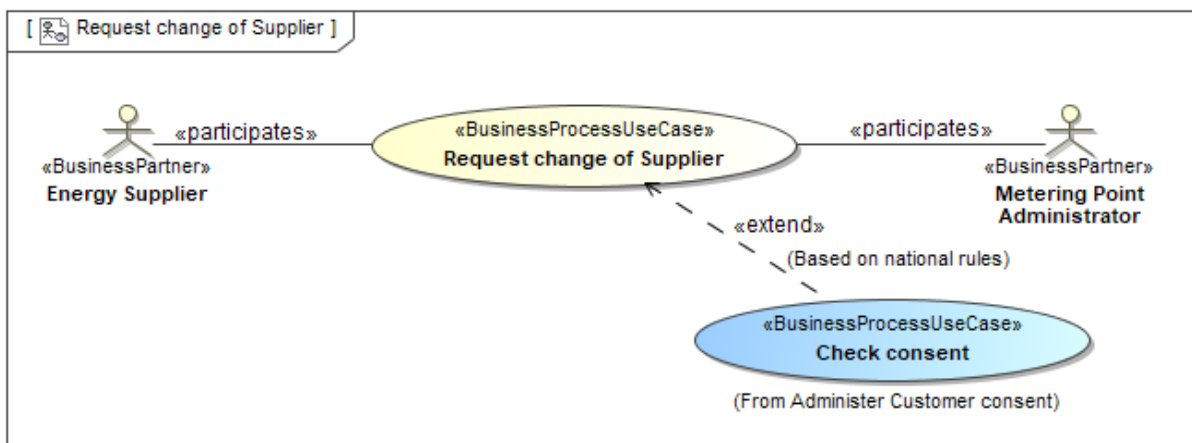 [ Request change of Supplier ]
«participates»
«BusinessPartner»
Energy Supplier
«BusinessProcessUseCase»
Request change of Supplier
«participates»
«BusinessPartner»
Metering Point
Administrator
«extend»
(Based on national rules)
«BusinessProcessUseCase»
Check consent
(From Administer Customer consent)